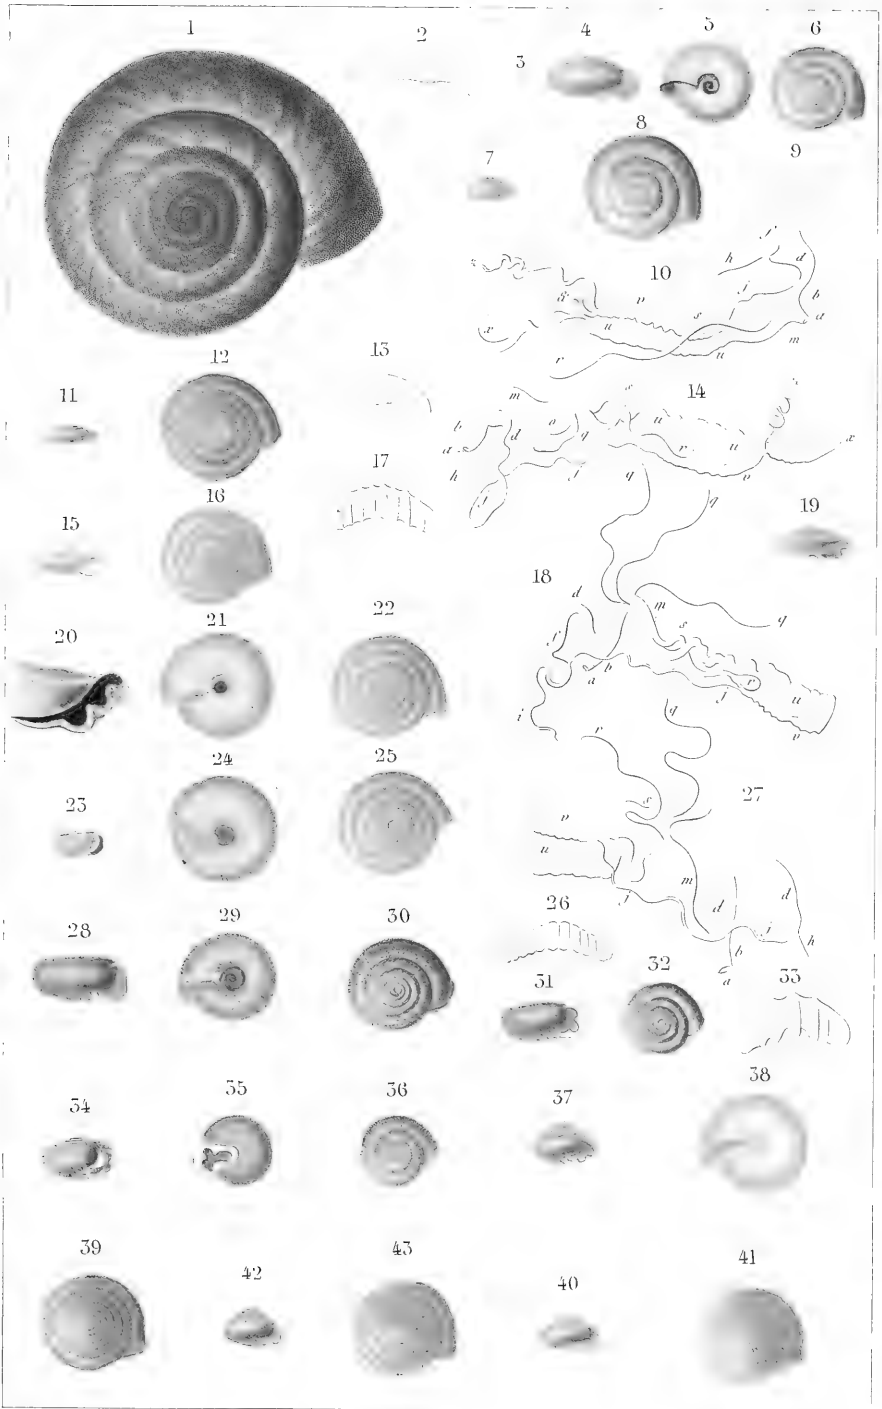 1 2 3 4 5 6
7 8 9
h f d
10
i b
v s l a
x u u m
r
12 13
11 m s 14
b o r u
a d q r u x
h 17 f v
16 q q
15 19
18 d m
s q
f
21 22 a b
20 f r u
i v
q
24 25 r
27
23 s
v
u
m
f d d
26 i
28 29 30 b h
a
31 32 33
34 35 36 37 38
39 42 43 40 41